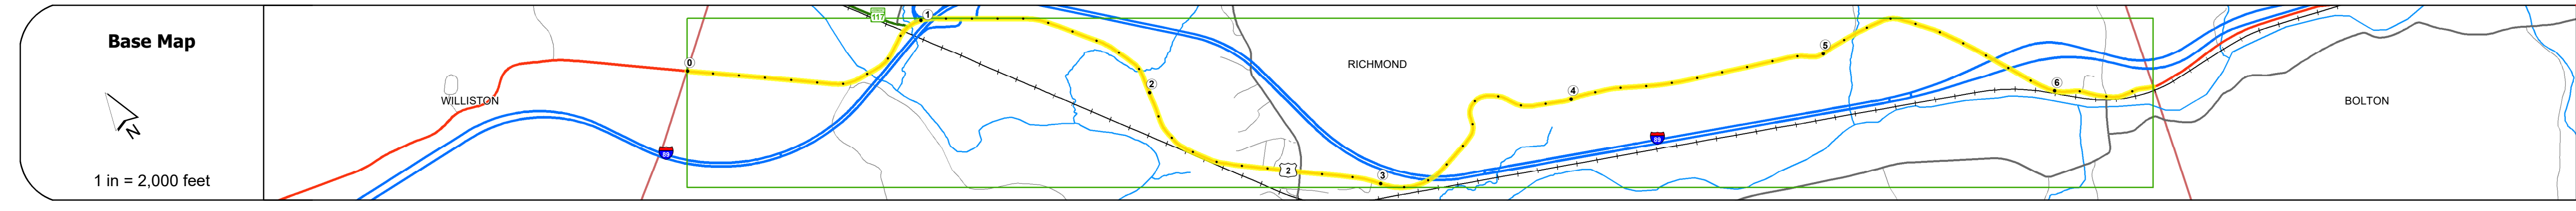 Base Map
N
1 in = 2,000 feet
WILLISTON
89
0
117
1
2
2
3
RICHMOND
4
89
5
6
BOLTON